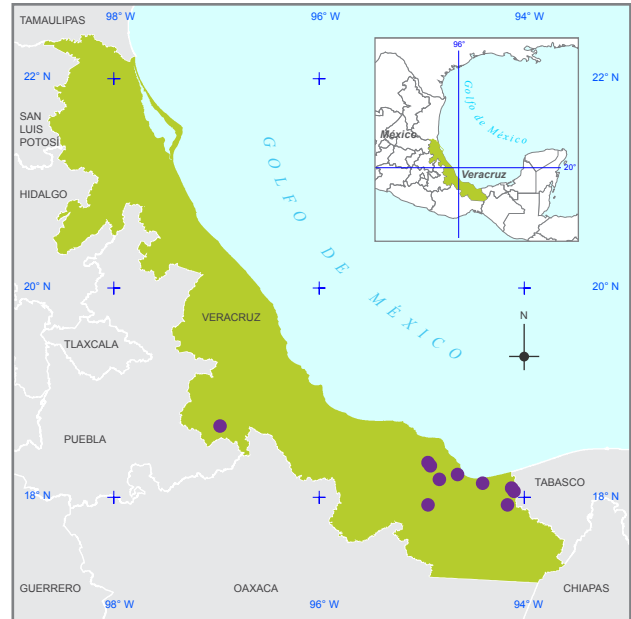 98° W
96° W
94° W
TAMAULIPAS
22° N
22° N
SAN
LUIS
POTOSÍ
HIDALGO
96°
Golfo de México
México
20°
Veracruz
GOLFO DE MÉXICO
20° N
20° N
VERACRUZ
N
TLAXCALA
PUEBLA
TABASCO
18° N
18° N
GUERRERO
OAXACA
CHIAPAS
98° W
96° W
94° W